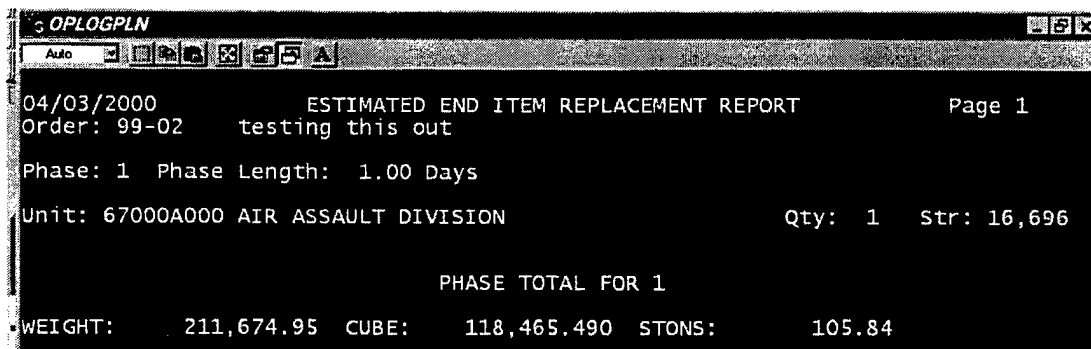 OPLOGPLN
Auto A
04/03/2000 ESTIMATED END ITEM REPLACEMENT REPORT Page 1
Order: 99-02 testing this out
Phase: 1 Phase Length: 1.00 Days
Unit: 67000A000 AIR ASSAULT DIVISION Qty: 1 Str: 16,696
PHASE TOTAL FOR 1
WEIGHT: 211,674.95 CUBE: 118,465.490 STONS: 105.84